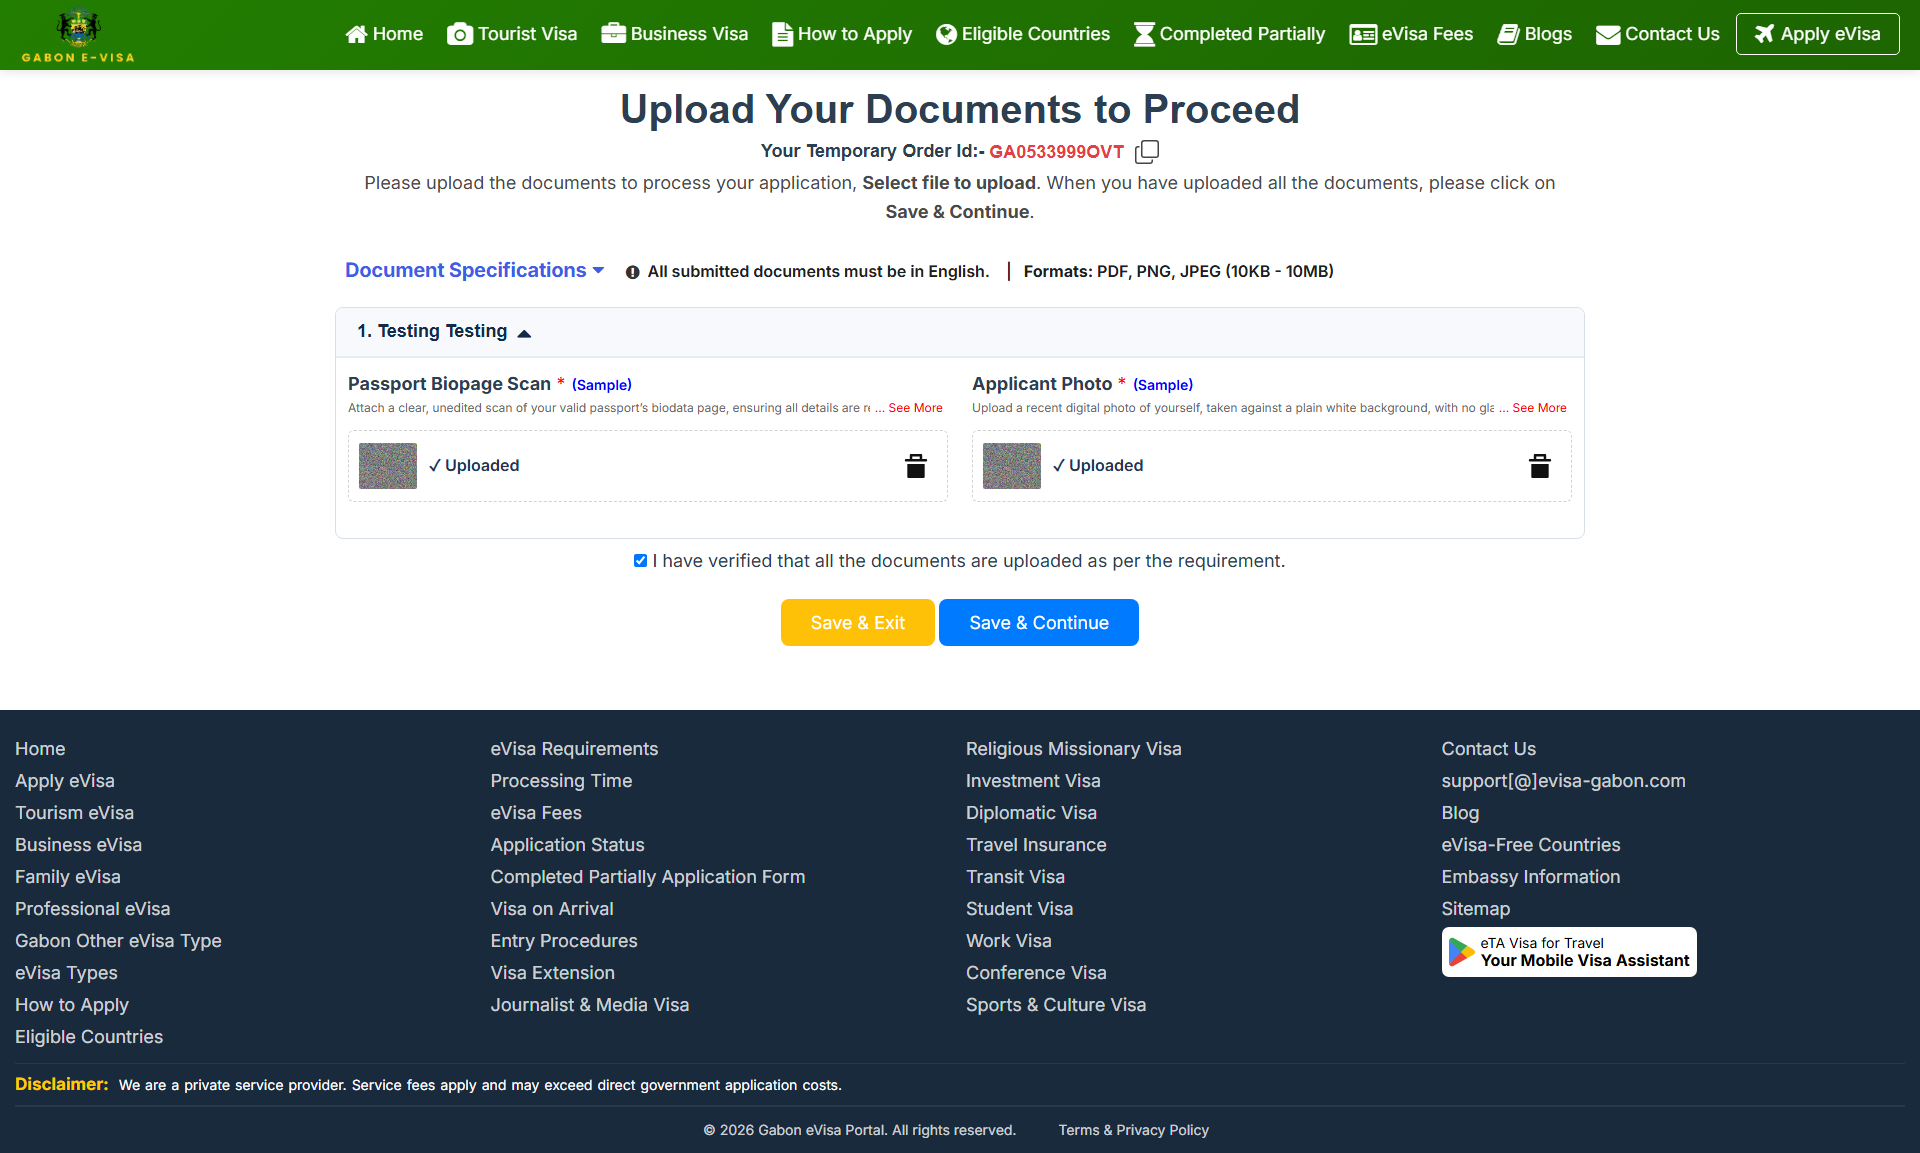 GABON E-VISA
Home
Tourist Visa
Business Visa
How to Apply
Eligible Countries
Completed Partially
eVisa Fees
Blogs
Contact Us
Apply eVisa
Upload Your Documents to Proceed
Your Temporary Order Id:- GA0533999OVT
Please upload the documents to process your application, Select file to upload. When you have uploaded all the documents, please click on
Save & Continue.
Document Specifications
All submitted documents must be in English. | Formats: PDF, PNG, JPEG (10KB - 10MB)
1. Testing Testing
Passport Biopage Scan * (Sample)
Attach a clear, unedited scan of your valid passport's biodata page, ensuring all details are ... See More
✓ Uploaded
Applicant Photo * (Sample)
Upload a recent digital photo of yourself, taken against a plain white background, with no ... See More
✓ Uploaded
I have verified that all the documents are uploaded as per the requirement.
Save & Exit
Save & Continue
Home
Apply eVisa
Tourism eVisa
Business eVisa
Family eVisa
Professional eVisa
Gabon Other eVisa Type
eVisa Types
How to Apply
Eligible Countries
eVisa Requirements
Processing Time
eVisa Fees
Application Status
Completed Partially Application Form
Visa on Arrival
Entry Procedures
Visa Extension
Journalist & Media Visa
Religious Missionary Visa
Investment Visa
Diplomatic Visa
Travel Insurance
Transit Visa
Student Visa
Work Visa
Conference Visa
Sports & Culture Visa
Contact Us
support[@]evisa-gabon.com
Blog
eVisa-Free Countries
Embassy Information
Sitemap
eTA Visa for Travel
Your Mobile Visa Assistant
Disclaimer: We are a private service provider. Service fees apply and may exceed direct government application costs.
© 2026 Gabon eVisa Portal. All rights reserved.
Terms & Privacy Policy